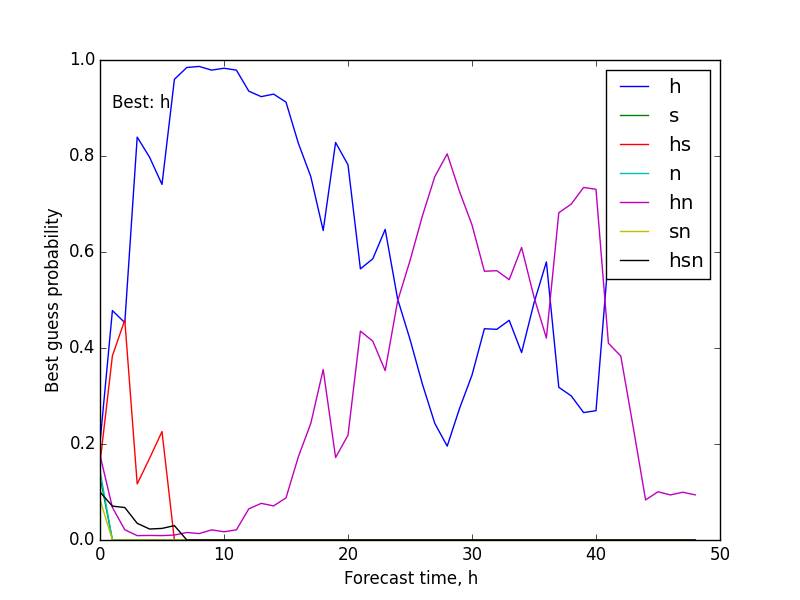 1.0
0.8
0.6
0.4
0.2
0.0
Best guess probability
Best: h
h
s
hs
n
hn
sn
hsn
0 10 20 30 40 50
Forecast time, h